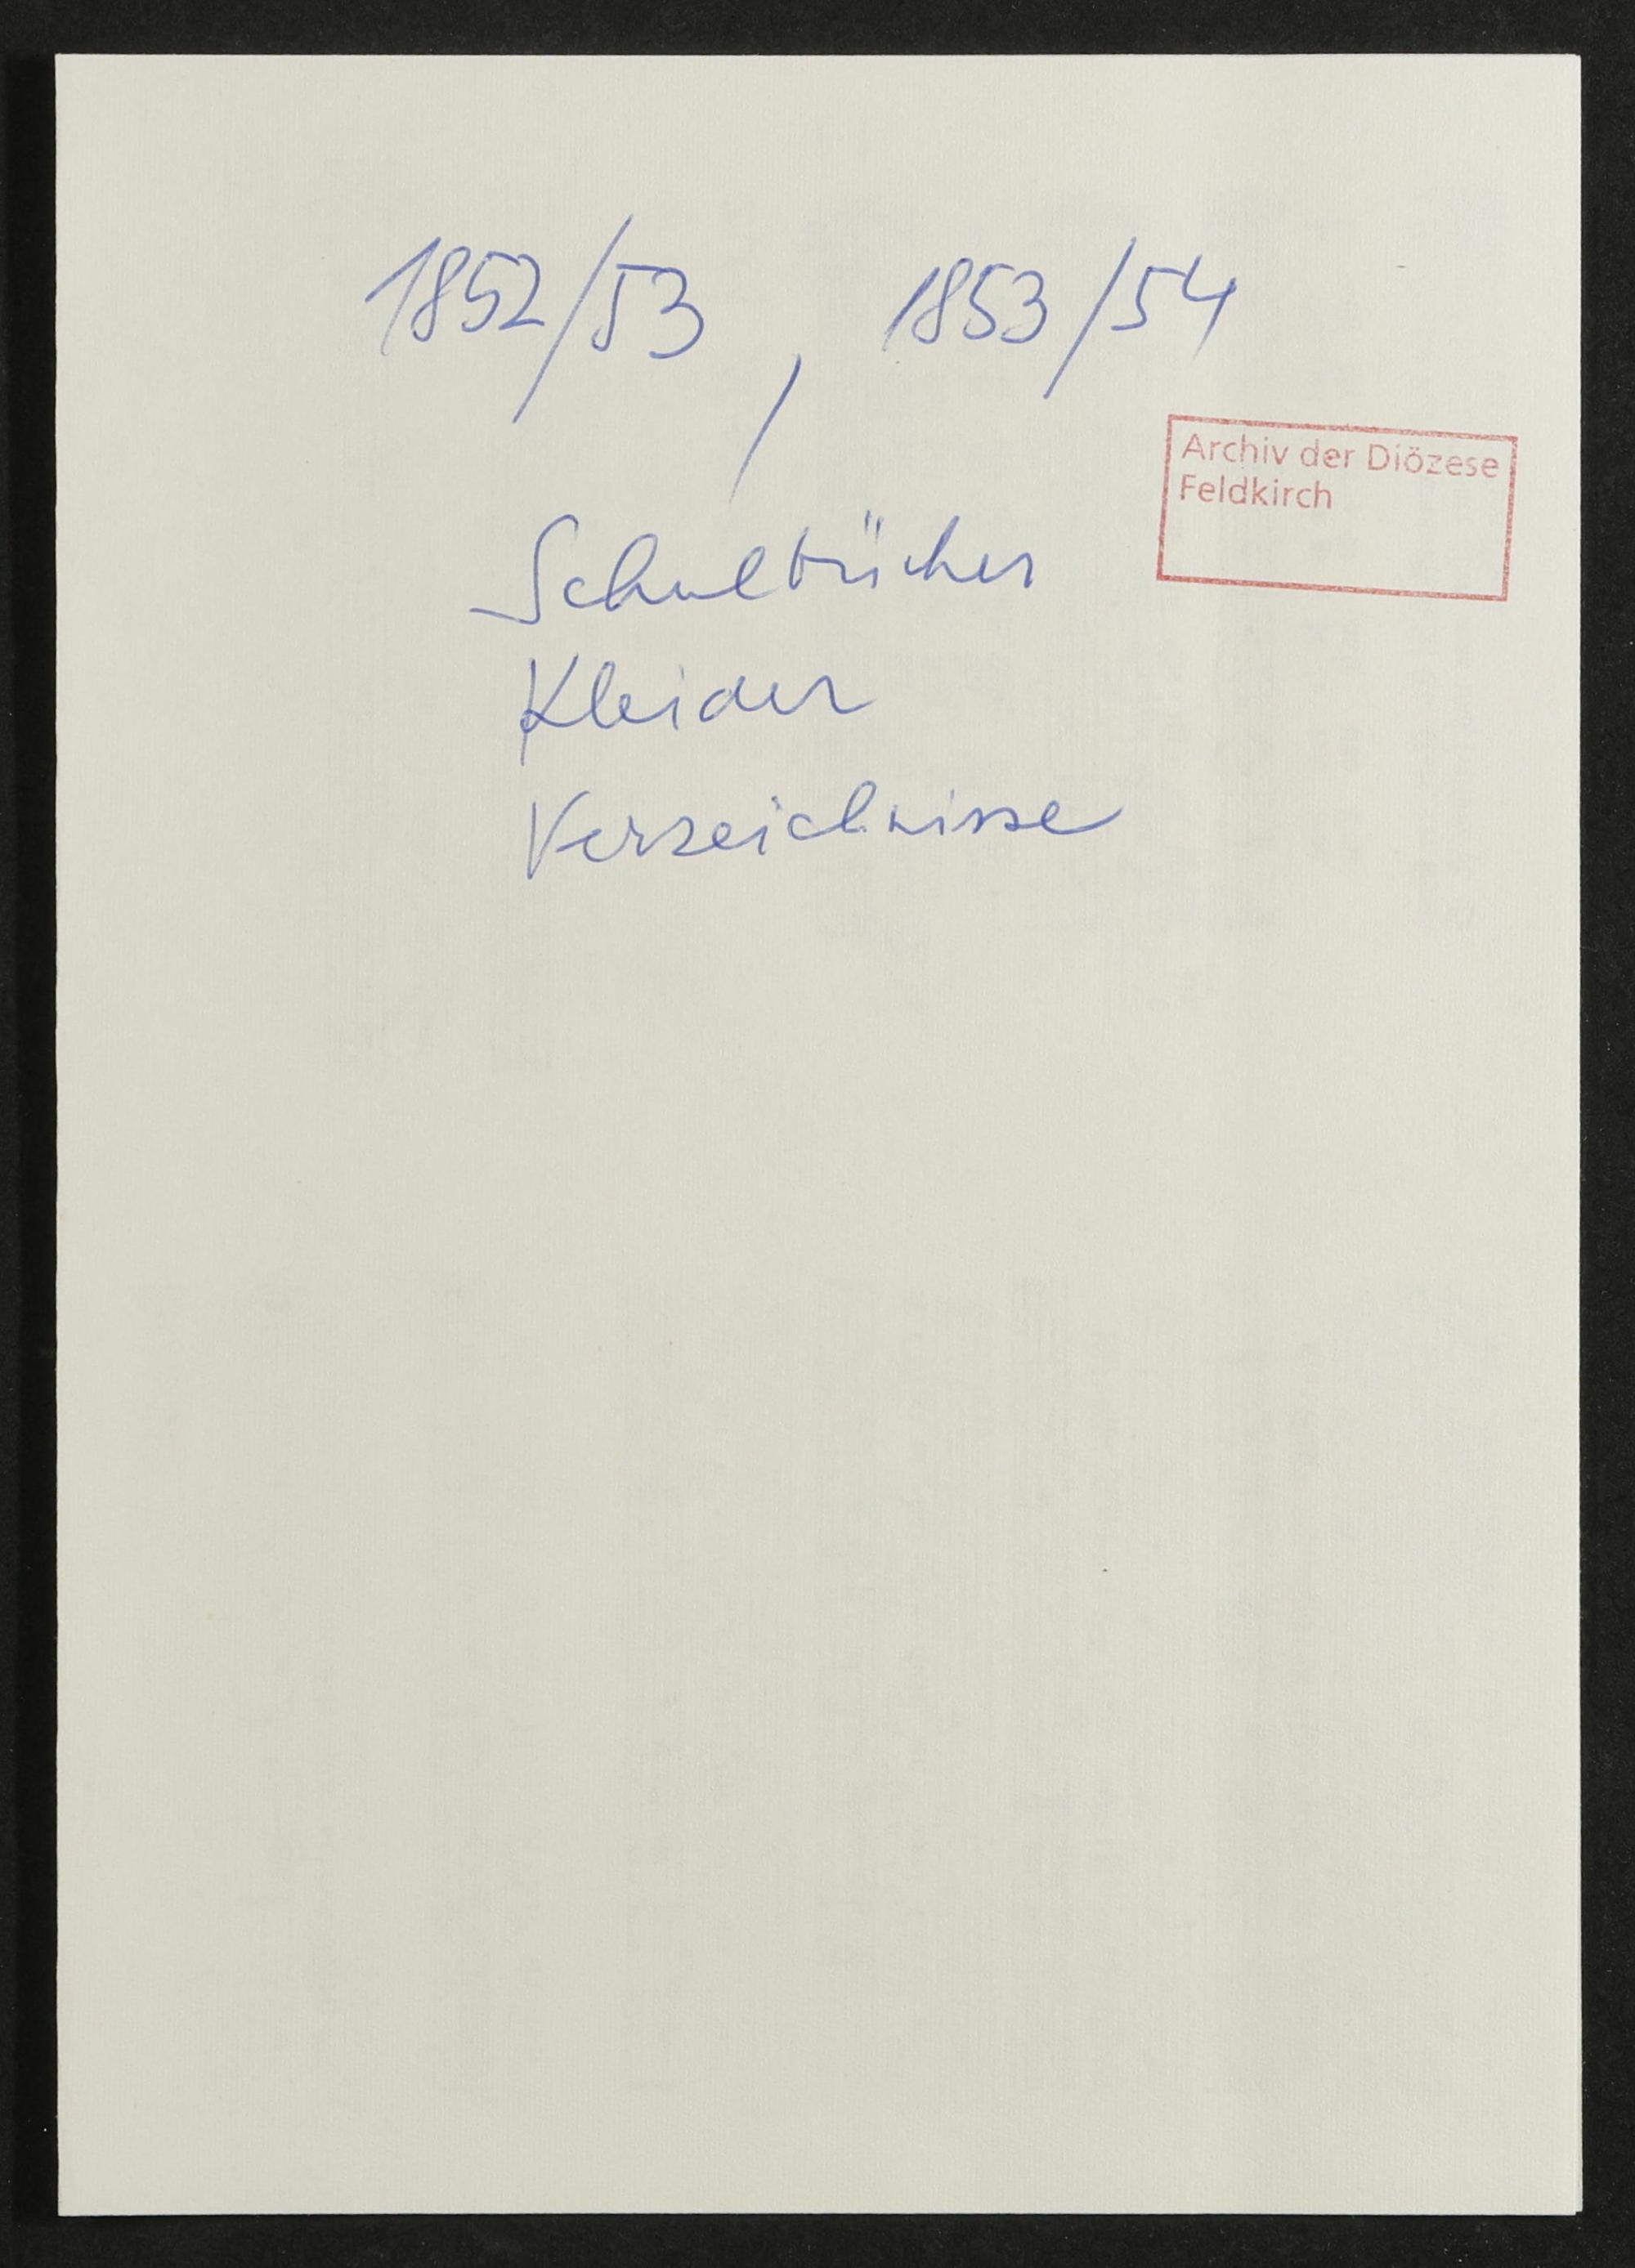 1852/53, 1853/54
Archiv der Diözese
Feldkirch
Schulbücher
Kleider
Verzeichnisse